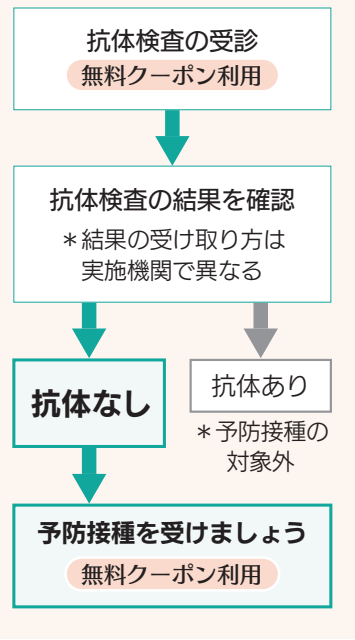 抗体検査の受診
無料クーポン利用
抗体検査の結果を確認
＊結果の受け取り方は
実施機関で異なる
抗体なし
抗体あり
＊予防接種の
対象外
予防接種を受けましょう
無料クーポン利用